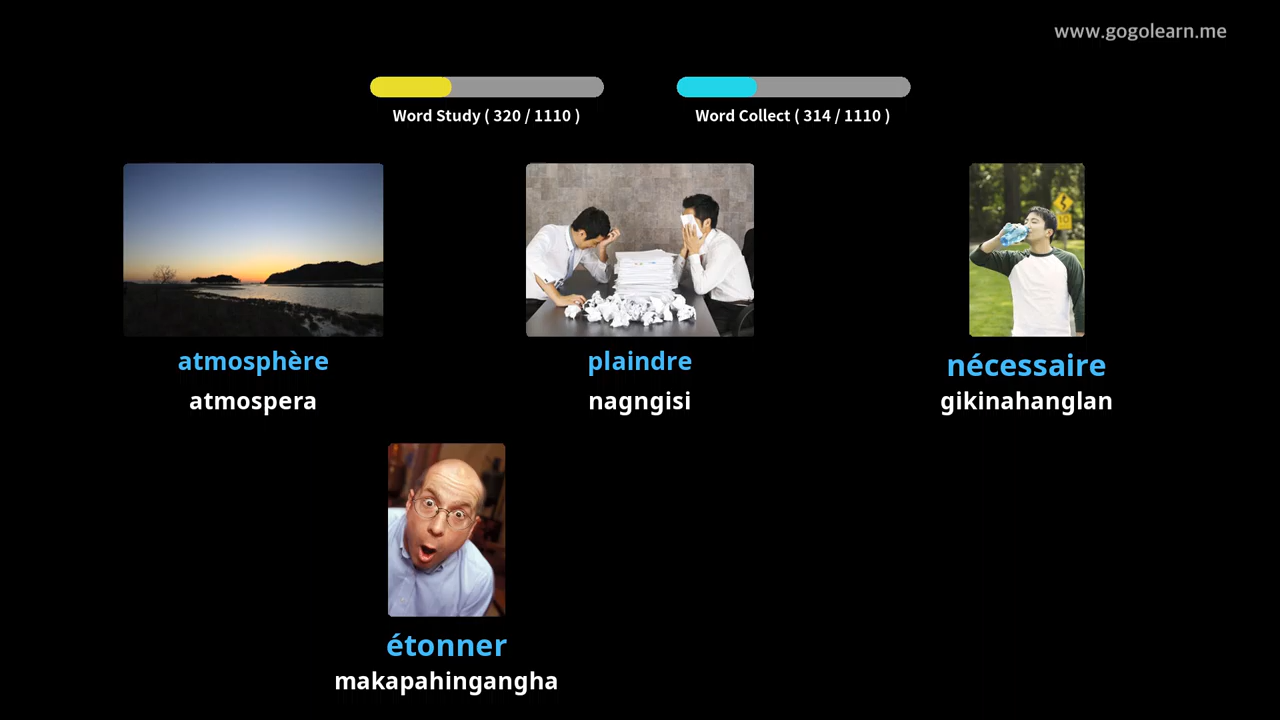 www.gogolearn.me
Word Study ( 320 / 1110 )
Word Collect ( 314 / 1110 )
atmosphère
atmospera
plaindre
nagngisi
nécessaire
gikinahanglan
étonner
makapahingangha